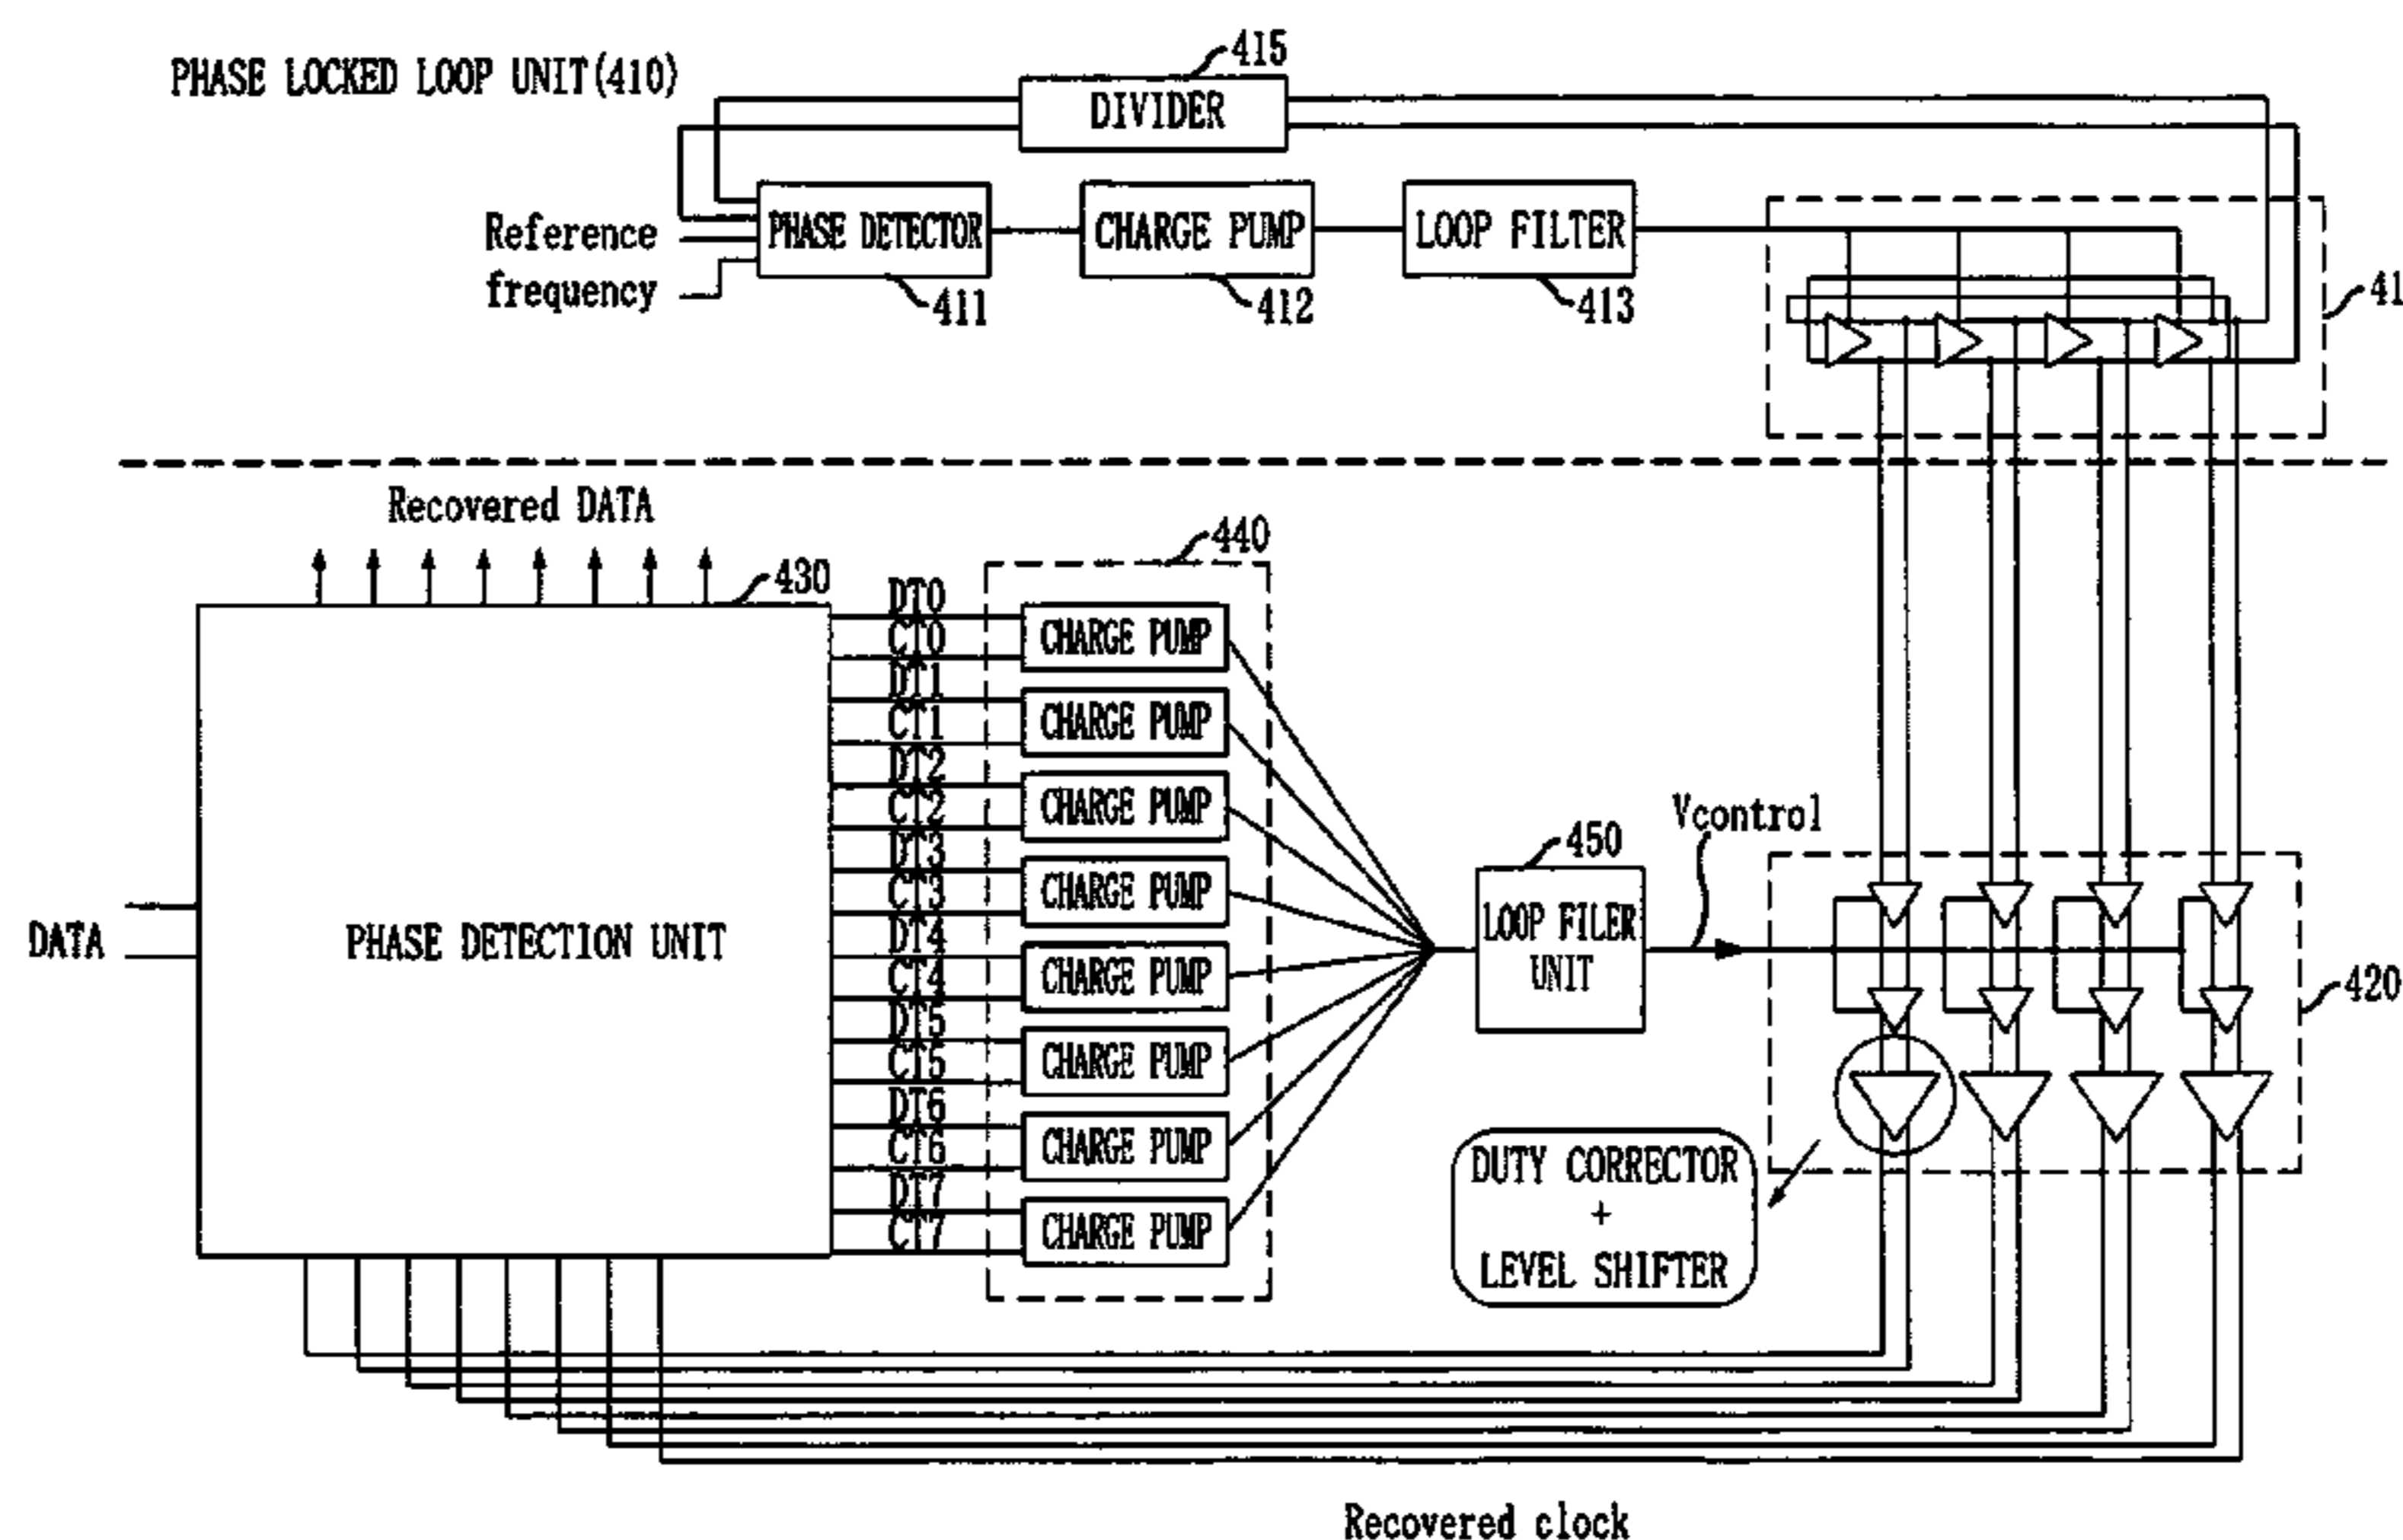 PHASE LOCKED LOOP UNIT(410)
415
DIVIDER
Reference
frequency
PHASE DETECTOR
411
CHARGE PUMP
412
LOOP FILTER
413
41
Recovered DATA
430
440
DATA
PHASE DETECTION UNIT
DT0
CT0
DT1
CT1
DT2
CT2
DT3
CT3
DT4
CT4
DT5
CT5
DT6
CT6
DT7
CT7
CHARGE PUMP
CHARGE PUMP
CHARGE PUMP
CHARGE PUMP
CHARGE PUMP
CHARGE PUMP
CHARGE PUMP
CHARGE PUMP
450
LOOP FILER
UNIT
Vcontrol
420
DUTY CORRECTOR
+
LEVEL SHIFTER
Recovered clock